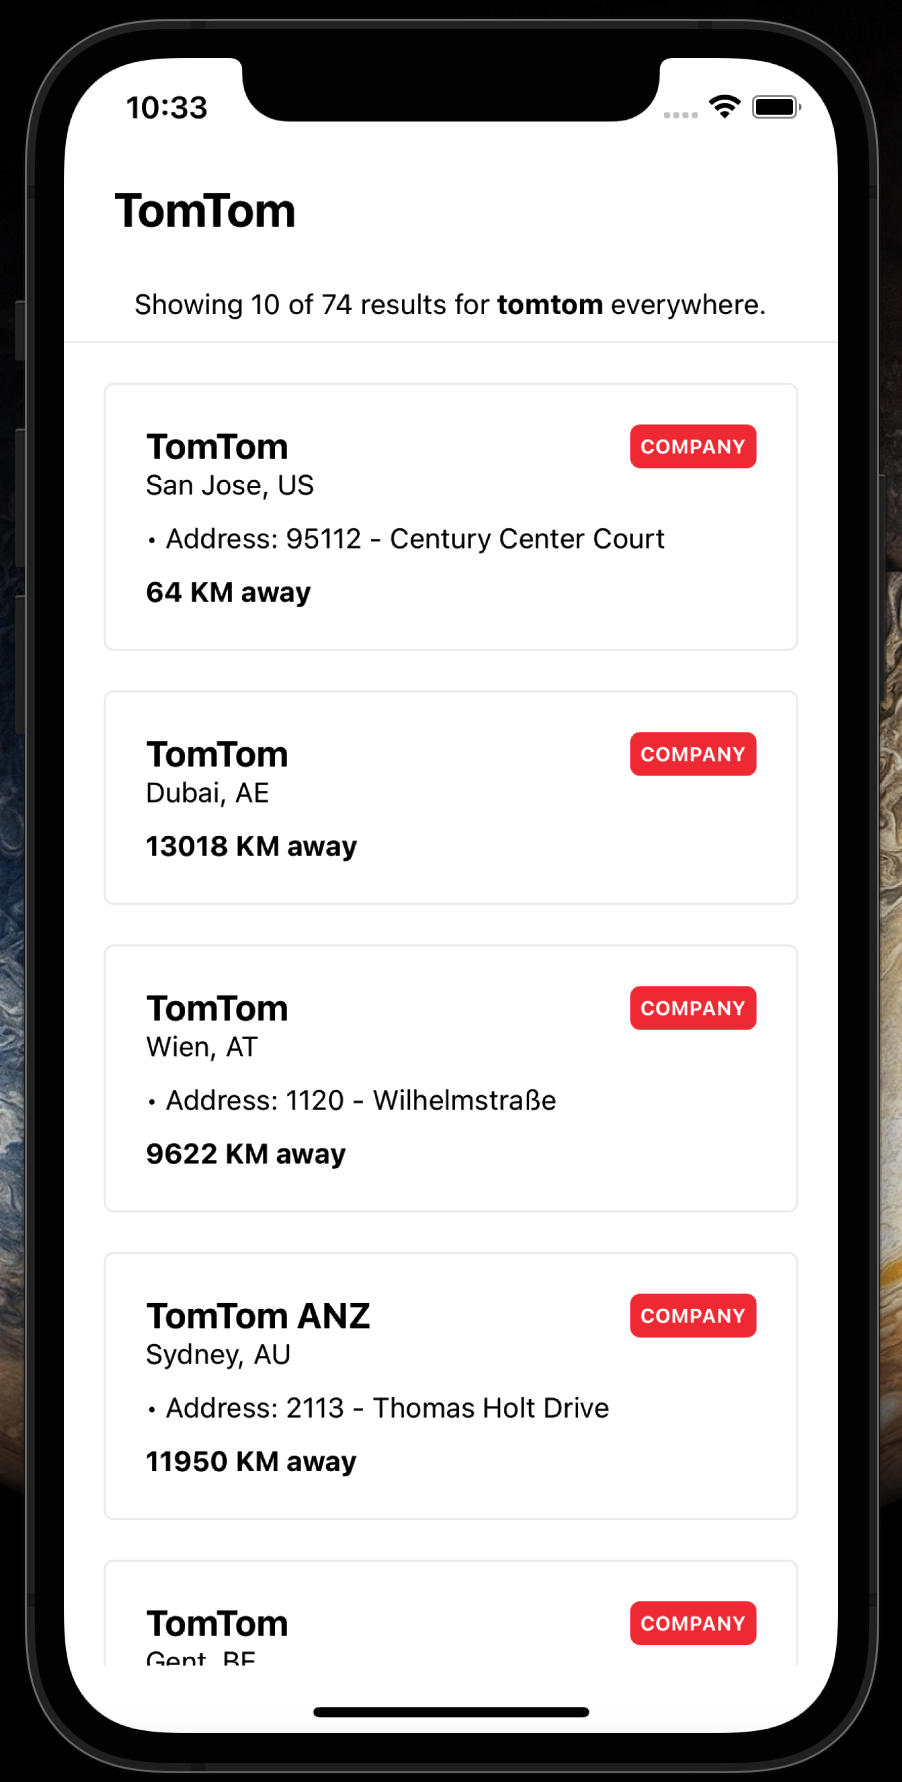 10:33
TomTom
Showing 10 of 74 results for tomtom everywhere.
TomTom
COMPANY
San Jose, US
• Address: 95112 - Century Center Court
64 KM away
TomTom
COMPANY
Dubai, AE
13018 KM away
TomTom
COMPANY
Wien, AT
• Address: 1120 - Wilhelmstraße
9622 KM away
TomTom ANZ
COMPANY
Sydney, AU
• Address: 2113 - Thomas Holt Drive
11950 KM away
TomTom
COMPANY
Gent, BE